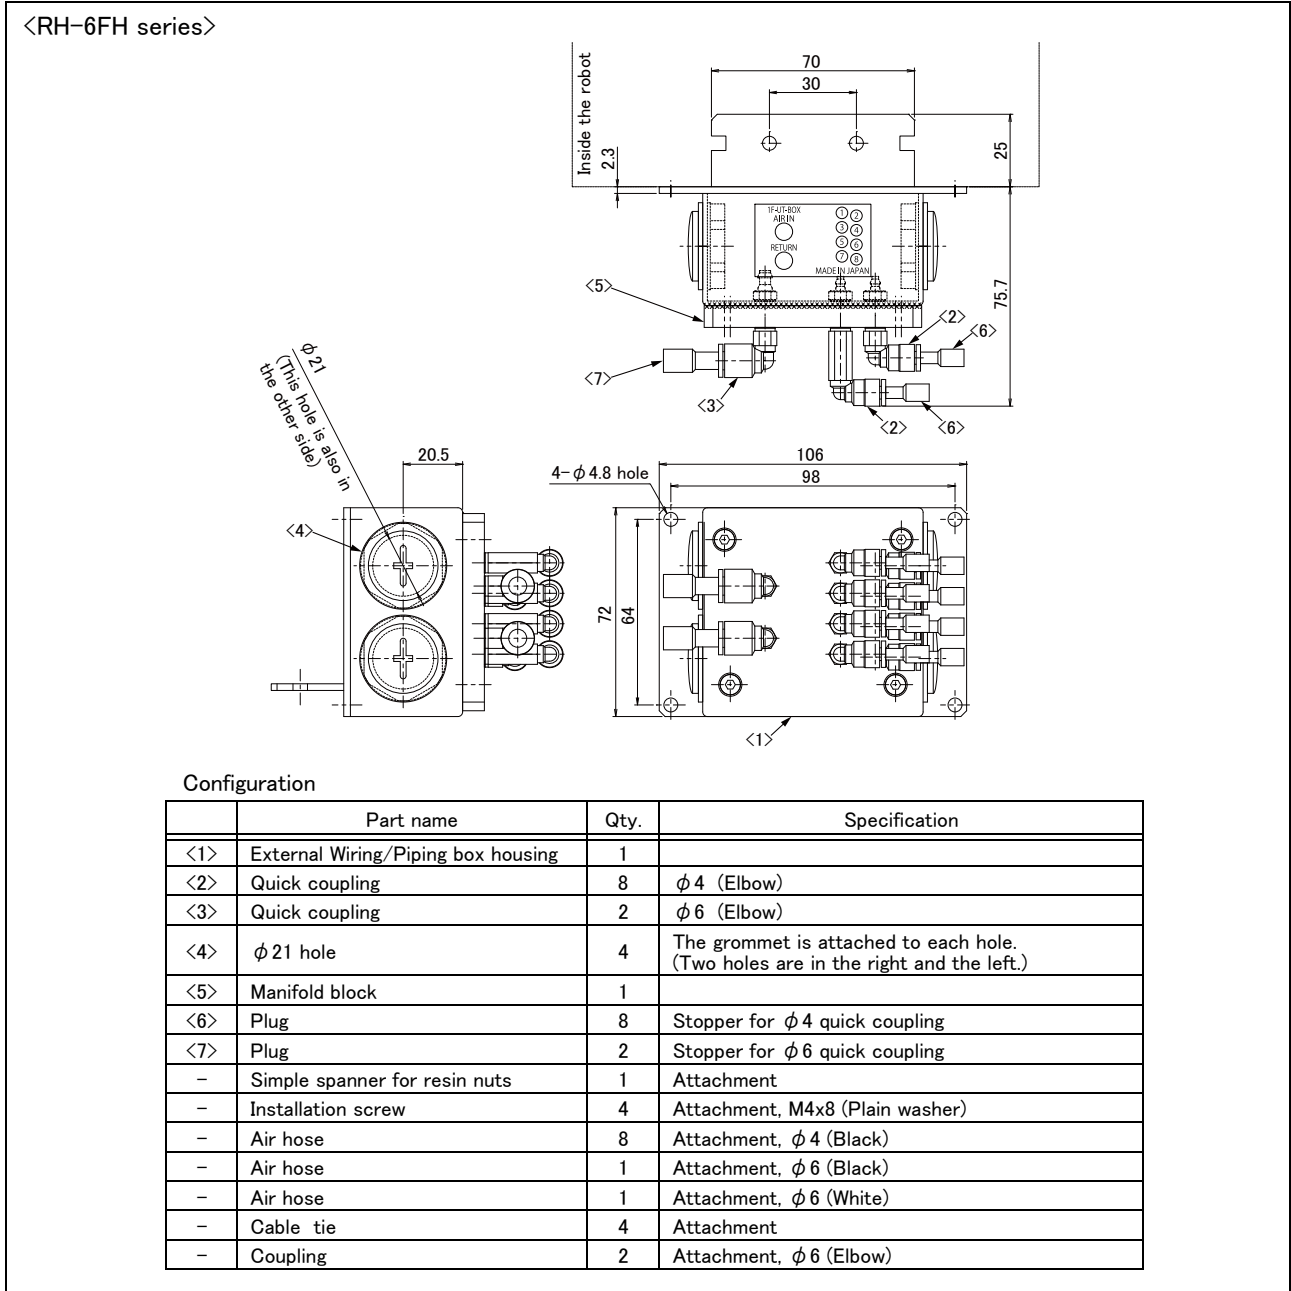 <RH-6FH series>
Inside the robot
70
30
2.3
25
1F-UT-BOX
AIR IN
RETURN
① ②
③ ④
⑤ ⑥
⑦ ⑧
MADE IN JAPAN
75.7
<5>
<2>
<6>
<7>
<3>
<2>
<6>
φ21
(This hole is also in
the other side)
20.5
<4>
4-φ4.8 hole
106
98
72
64
<1>
Configuration
Part name Qty. Specification
<1> External Wiring/Piping box housing 1
<2> Quick coupling 8 φ4 (Elbow)
<3> Quick coupling 2 φ6 (Elbow)
<4> φ21 hole 4 The grommet is attached to each hole.
(Two holes are in the right and the left.)
<5> Manifold block 1
<6> Plug 8 Stopper for φ4 quick coupling
<7> Plug 2 Stopper for φ6 quick coupling
- Simple spanner for resin nuts 1 Attachment
- Installation screw 4 Attachment, M4x8 (Plain washer)
- Air hose 8 Attachment, φ4 (Black)
- Air hose 1 Attachment, φ6 (Black)
- Air hose 1 Attachment, φ6 (White)
- Cable tie 4 Attachment
- Coupling 2 Attachment, φ6 (Elbow)